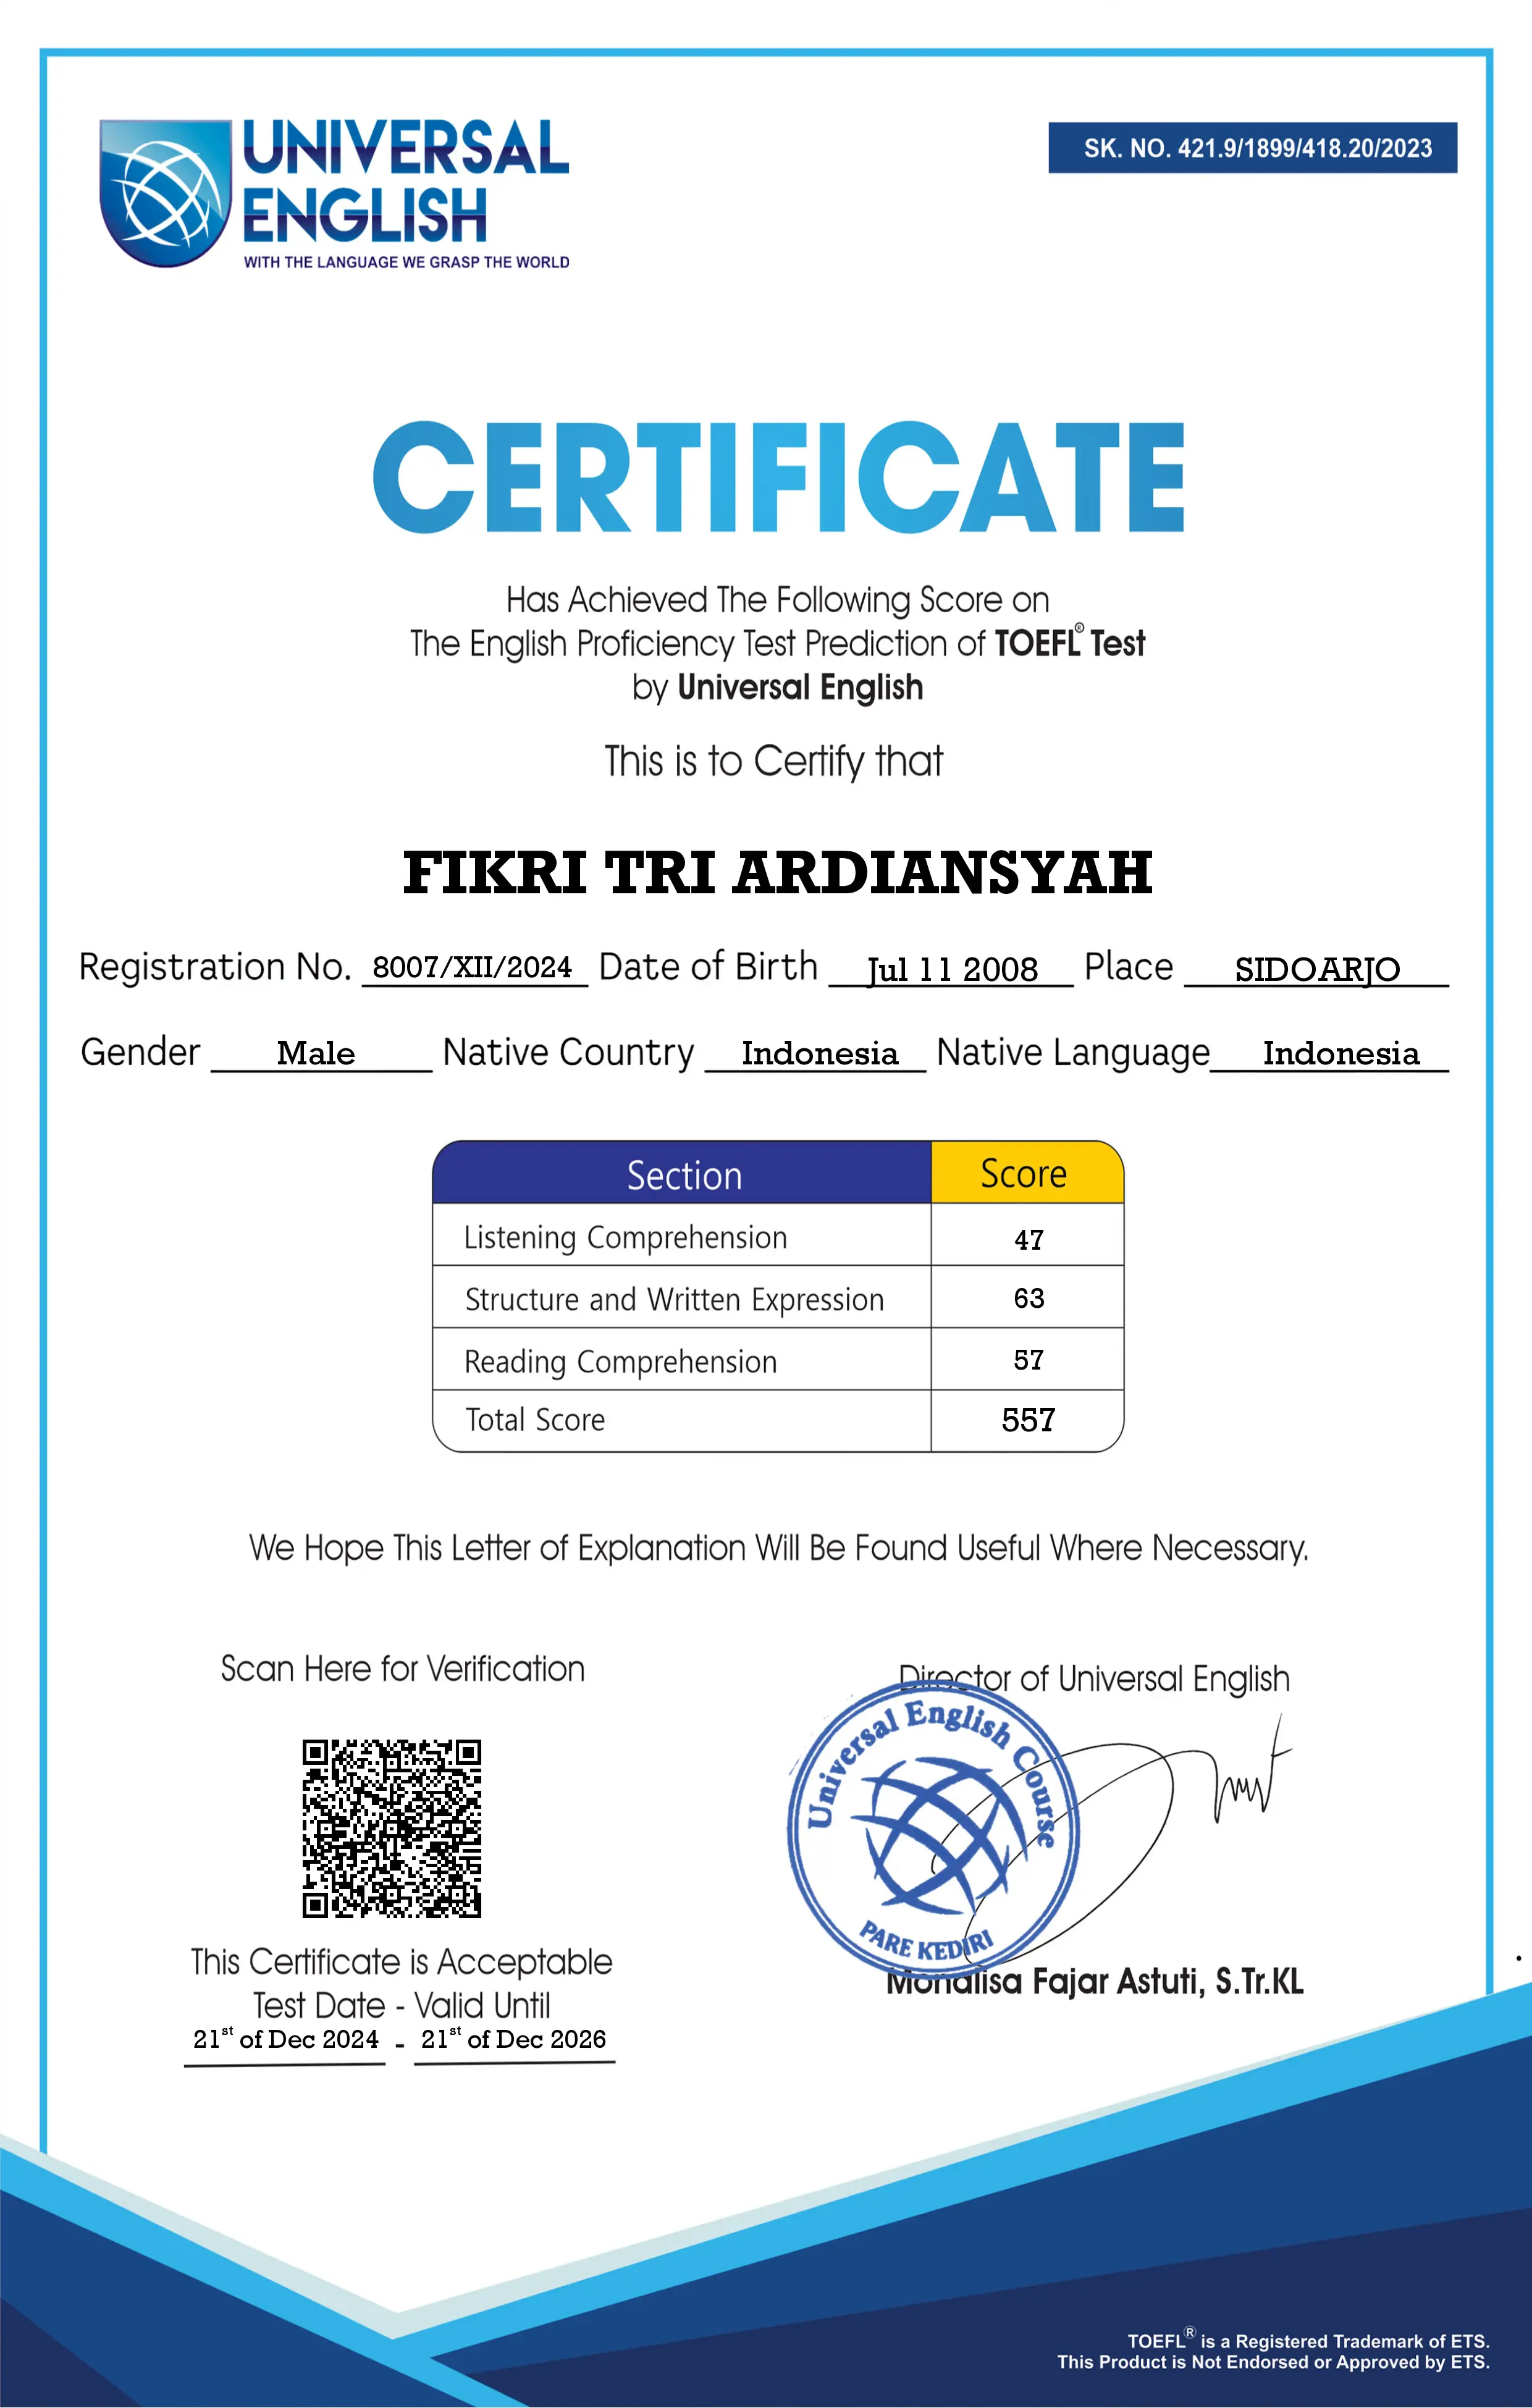 UNIVERSAL
ENGLISH
WITH THE LANGUAGE WE GRASP THE WORLD
SK. NO. 421.9/1899/418.20/2023
CERTIFICATE
Has Achieved The Following Score on
The English Proficiency Test Prediction of TOEFL® Test
by Universal English
This is to Certify that
FIKRI TRI ARDIANSYAH
Registration No. 8007/XII/2024 Date of Birth Jul 11 2008 Place SIDOARJO
Gender Male Native Country Indonesia Native Language Indonesia
Section Score
Listening Comprehension 47
Structure and Written Expression 63
Reading Comprehension 57
Total Score 557
We Hope This Letter of Explanation Will Be Found Useful Where Necessary.
Scan Here for Verification
Director of Universal English
Universal English Course
PARE KEDIRI
Monalisa Fajar Astuti, S.Tr.KL
This Certificate is Acceptable
Test Date - Valid Until
21st of Dec 2024 - 21st of Dec 2026
TOEFL® is a Registered Trademark of ETS.
This Product is Not Endorsed or Approved by ETS.